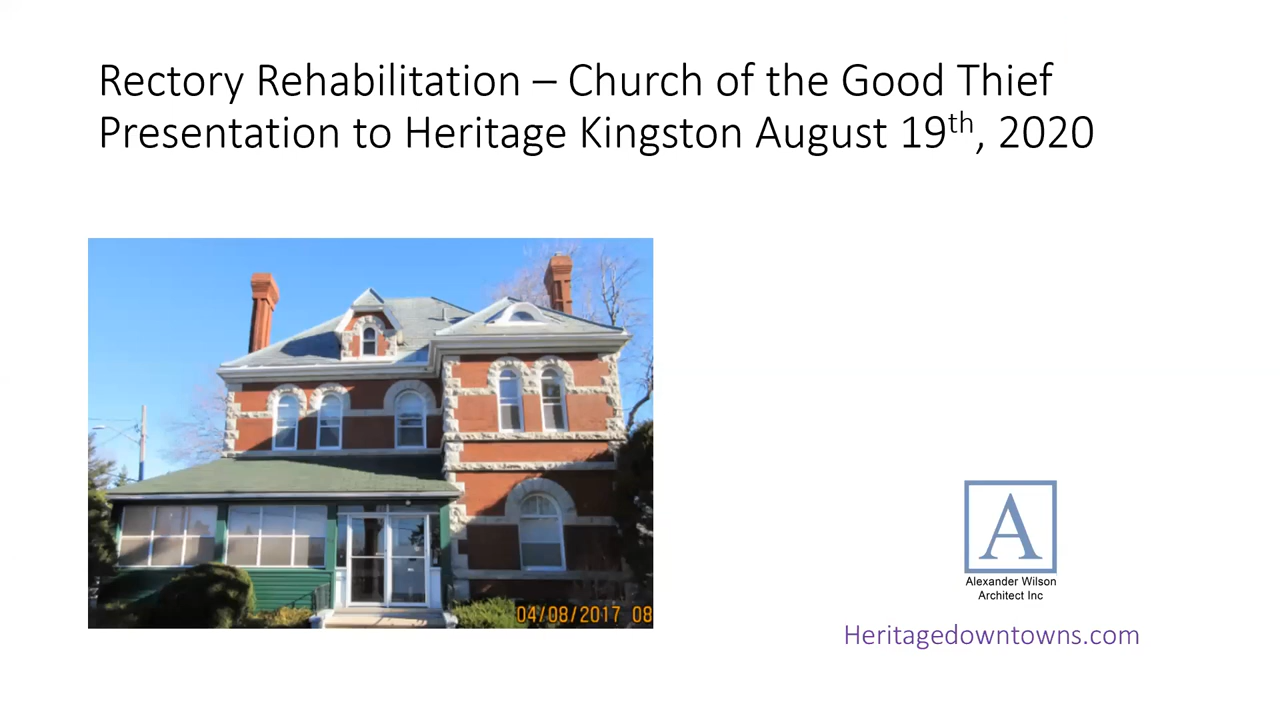 Rectory Rehabilitation – Church of the Good Thief
Presentation to Heritage Kingston August 19th, 2020
04/08/2017 08
A
Alexander Wilson
Architect Inc
Heritagedowntowns.com